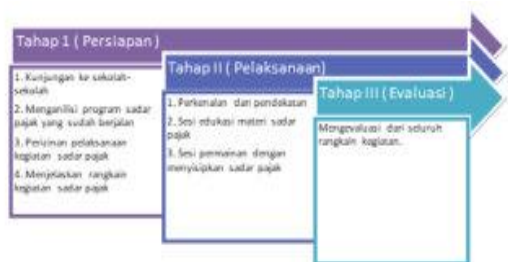 Tahap 1 ( Persiapan )
1. Kunjungan ke sekolah-
sekolah
2. Menganilisi program sadar
pajak yang sudah berjalan
3. Periuinan pelaksanaan
kegiatan sadar pajak
4. Menjelaskan rangkain
kegiatan sadar pajak
Tahap II ( Pelaksanaan)
1. Perkenalan dan pendekatan
2. Sesi edukasi materi sadar
pajak
3. Sesi permainan dengan
menyisipkan sadar pajak
Tahap III ( Evaluasi )
Mengevaluasi dari seluruh
rangkain kegiatan.